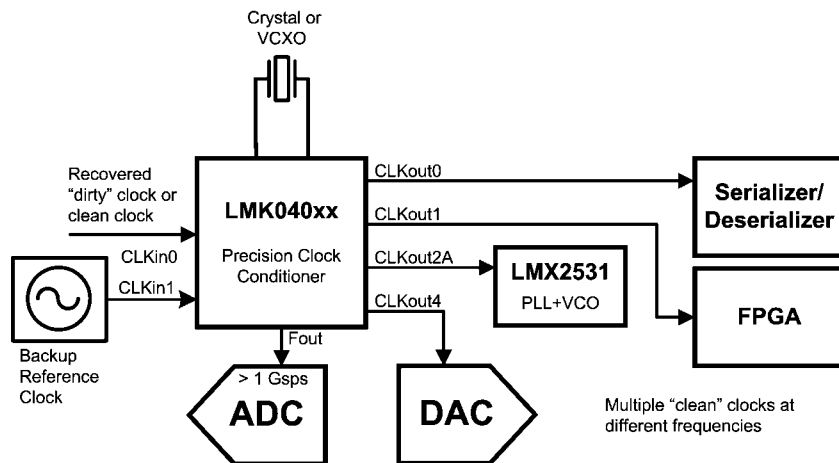 Crystal or
VCXO
Recovered
"dirty" clock or
clean clock
CLKin0
CLKin1
Backup
Reference
Clock
LMK040xx
Precision Clock
Conditioner
CLKout0
CLKout1
CLKout2A
CLKout4
Fout
> 1 Gsps
ADC
DAC
LMX2531
PLL+VCO
Serializer/
Deserializer
FPGA
Multiple "clean" clocks at
different frequencies